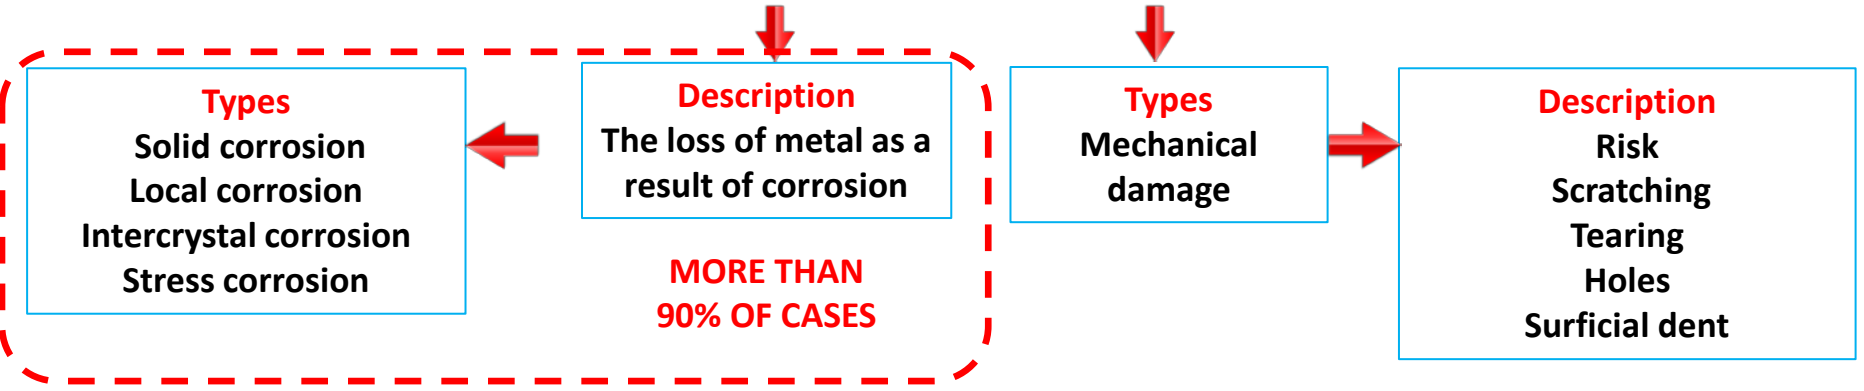 Types
Solid corrosion
Local corrosion
Intercrystal corrosion
Stress corrosion
Description
The loss of metal as a
result of corrosion
MORE THAN
90% OF CASES
Types
Mechanical
damage
Description
Risk
Scratching
Tearing
Holes
Surficial dent